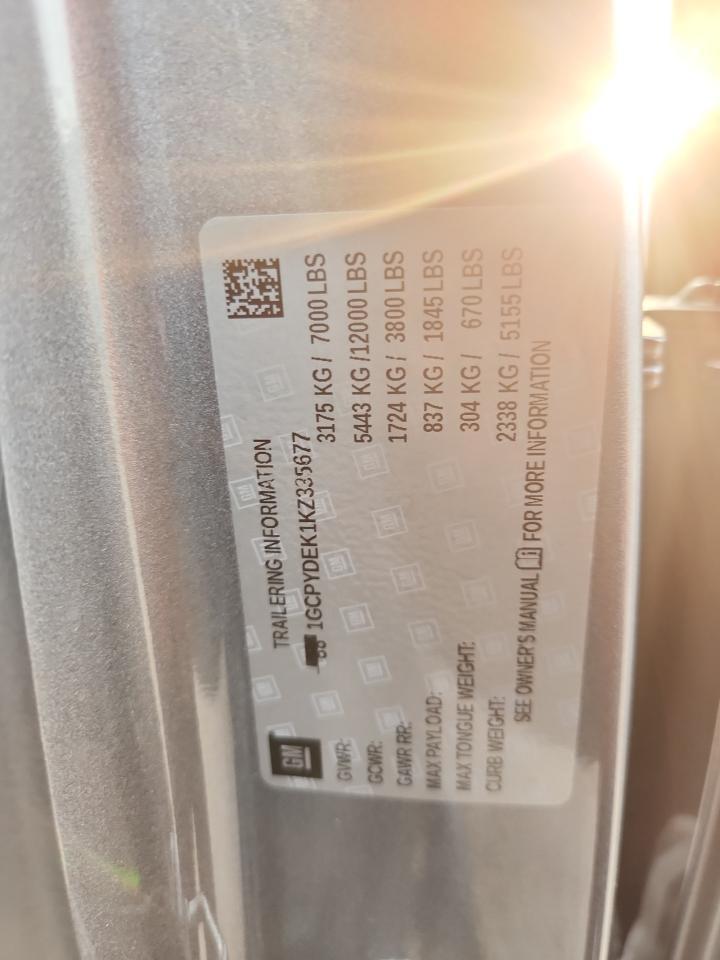 GM
TRAILERING INFORMATION
1GCPYDEK1KZ335677
GVWR: 3175 KG / 7000 LBS
GCWR: 5443 KG /12000 LBS
GAWR RR: 1724 KG / 3800 LBS
MAX PAYLOAD: 837 KG / 1845 LBS
MAX TONGUE WEIGHT: 304 KG / 670 LBS
CURB WEIGHT: 2338 KG / 5155 LBS
SEE OWNER'S MANUAL FOR MORE INFORMATION